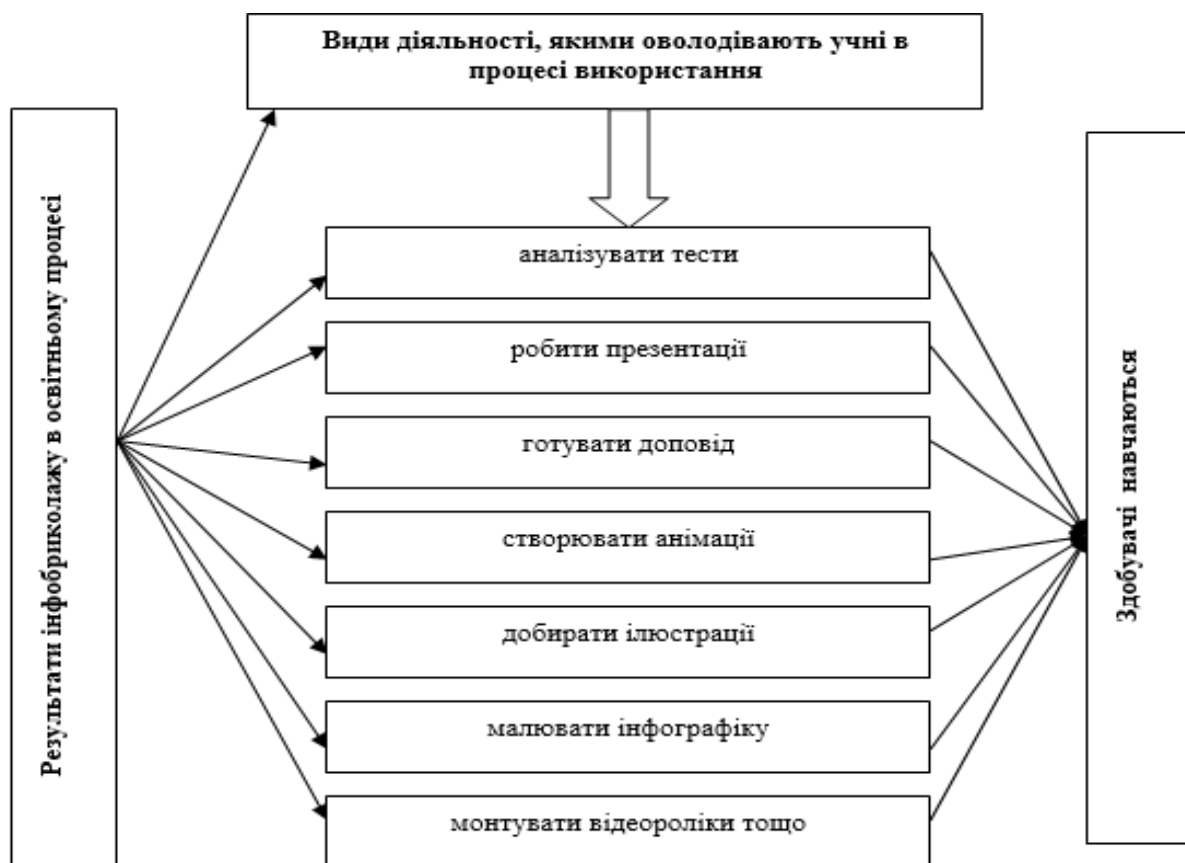 Види діяльності, якими оволодівають учні в
процесі використання
Результати інфобриколажу в освітньому процесі
аналізувати тести
робити презентації
готувати доповід
створювати анімації
добирати ілюстрації
малювати інфографіку
монтувати відеоролики тощо
Здобувачі навчаються